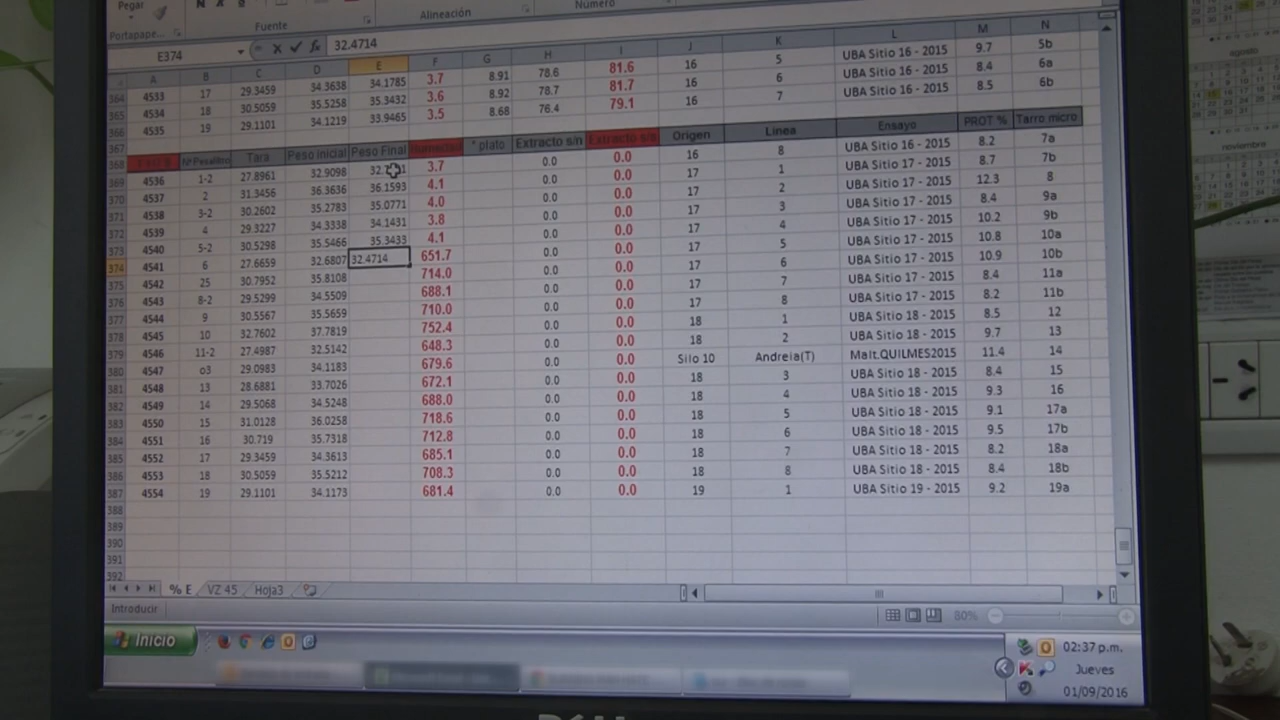 Pegar
Portapape...
Fuente
Alineación
Número
E374 fx 32.4714
A B C D E F G H I J K L M N
364 4533 17 29.3459 34.3638 34.1785 3.7 8.91 78.6 81.6 16 5 UBA Sitio 16 - 2015 9.7 5b
365 4534 18 30.5059 35.5258 35.3432 3.6 8.92 78.7 81.7 16 6 UBA Sitio 16 - 2015 8.4 6a
366 4535 19 29.1101 34.1219 33.9465 3.5 8.68 76.4 79.1 16 7 UBA Sitio 16 - 2015 8.5 6b
367
368 Nº Pesafiltro Tara Peso inicial Peso Final Humedad ° plato Extracto s/n Extracto s/s Origen Linea Ensayo PROT % Tarro micro
369 4536 1-2 27.8961 32.9098 3.7 0.0 0.0 16 8 UBA Sitio 16 - 2015 8.2 7a
370 4537 2 31.3456 36.3636 36.1593 4.1 0.0 0.0 17 1 UBA Sitio 17 - 2015 8.7 7b
371 4538 3-2 30.2602 35.2783 35.0771 4.0 0.0 0.0 17 2 UBA Sitio 17 - 2015 12.3 8
372 4539 4 29.3227 34.3338 34.1431 3.8 0.0 0.0 17 3 UBA Sitio 17 - 2015 8.4 9a
373 4540 5-2 30.5298 35.5466 35.3433 4.1 0.0 0.0 17 4 UBA Sitio 17 - 2015 10.2 9b
374 4541 6 27.6659 32.6807 32.4714 651.7 0.0 0.0 17 5 UBA Sitio 17 - 2015 10.8 10a
375 4542 25 30.7952 35.8108 714.0 0.0 0.0 17 6 UBA Sitio 17 - 2015 10.9 10b
376 4543 8-2 29.5299 34.5509 688.1 0.0 0.0 17 7 UBA Sitio 17 - 2015 8.4 11a
377 4544 9 30.5567 35.5659 710.0 0.0 0.0 17 8 UBA Sitio 17 - 2015 8.2 11b
378 4545 10 32.7602 37.7819 752.4 0.0 0.0 18 1 UBA Sitio 18 - 2015 8.5 12
379 4546 11-2 27.4987 32.5142 648.3 0.0 0.0 18 2 UBA Sitio 18 - 2015 9.7 13
380 4547 o3 29.0983 34.1183 679.6 0.0 0.0 Silo 10 Andreia(T) Malt.QUILMES2015 11.4 14
381 4548 13 28.6881 33.7026 672.1 0.0 0.0 18 3 UBA Sitio 18 - 2015 8.4 15
382 4549 14 29.5068 34.5248 688.0 0.0 0.0 18 4 UBA Sitio 18 - 2015 9.3 16
383 4550 15 31.0128 36.0258 718.6 0.0 0.0 18 5 UBA Sitio 18 - 2015 9.1 17a
384 4551 16 30.719 35.7318 712.8 0.0 0.0 18 6 UBA Sitio 18 - 2015 9.5 17b
385 4552 17 29.3459 34.3613 685.1 0.0 0.0 18 7 UBA Sitio 18 - 2015 8.2 18a
386 4553 18 30.5059 35.5212 708.3 0.0 0.0 18 8 UBA Sitio 18 - 2015 8.4 18b
387 4554 19 29.1101 34.1173 681.4 0.0 0.0 19 1 UBA Sitio 19 - 2015 9.2 19a
388
389
390
391
392
% E VZ 45 Hoja3
Introducir 80%
Inicio
02:37 p.m.
Jueves
01/09/2016
agosto
noviembre